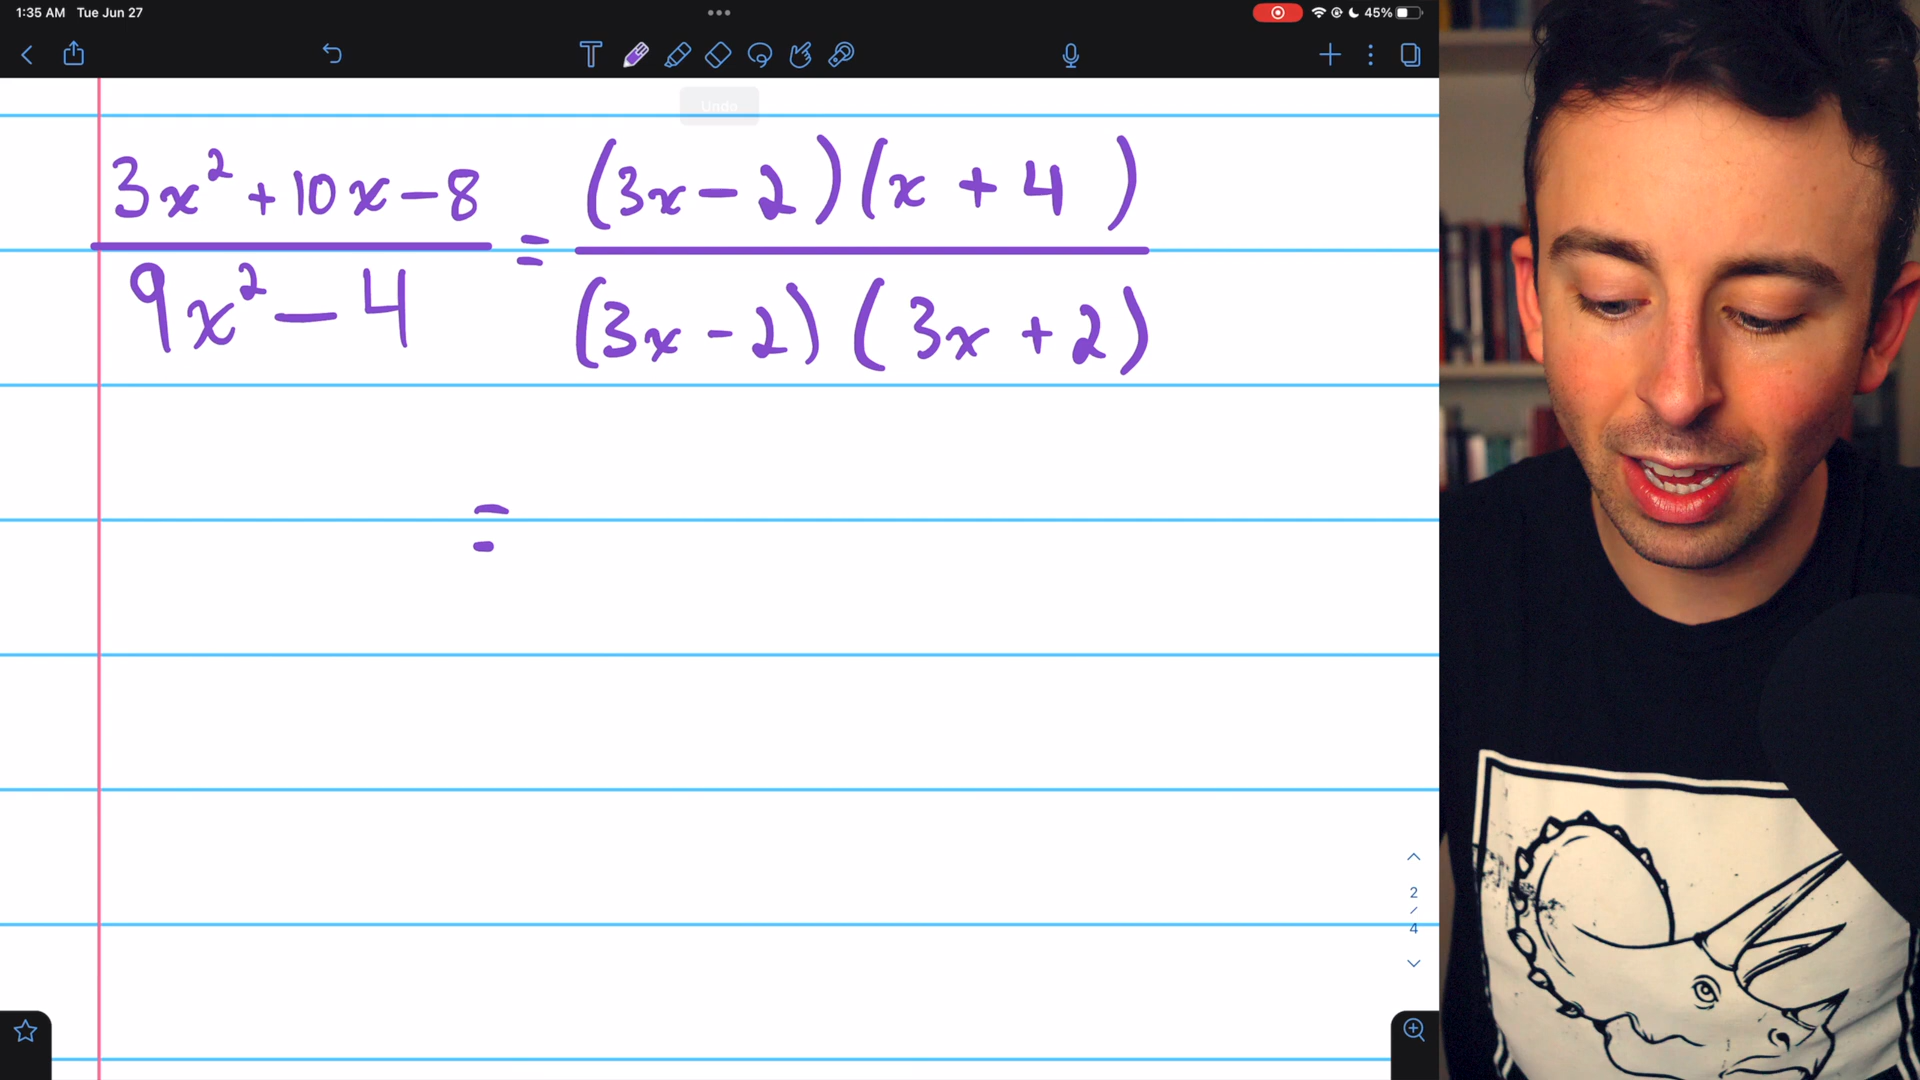 1:35 AM Tue Jun 27
45%
Undo
3x² + 10x - 8 = (3x - 2)(x + 4)
9x² - 4 (3x - 2)(3x + 2)
=
2
/
4